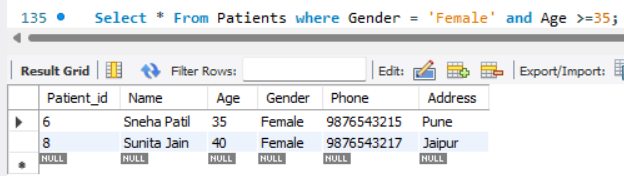 135 Select * From Patients where Gender = 'Female' and Age >=35;
Result Grid Filter Rows: Edit: Export/Import:
Patient_id Name Age Gender Phone Address
6 Sneha Patil 35 Female 9876543215 Pune
8 Sunita Jain 40 Female 9876543217 Jaipur
NULL NULL NULL NULL NULL NULL